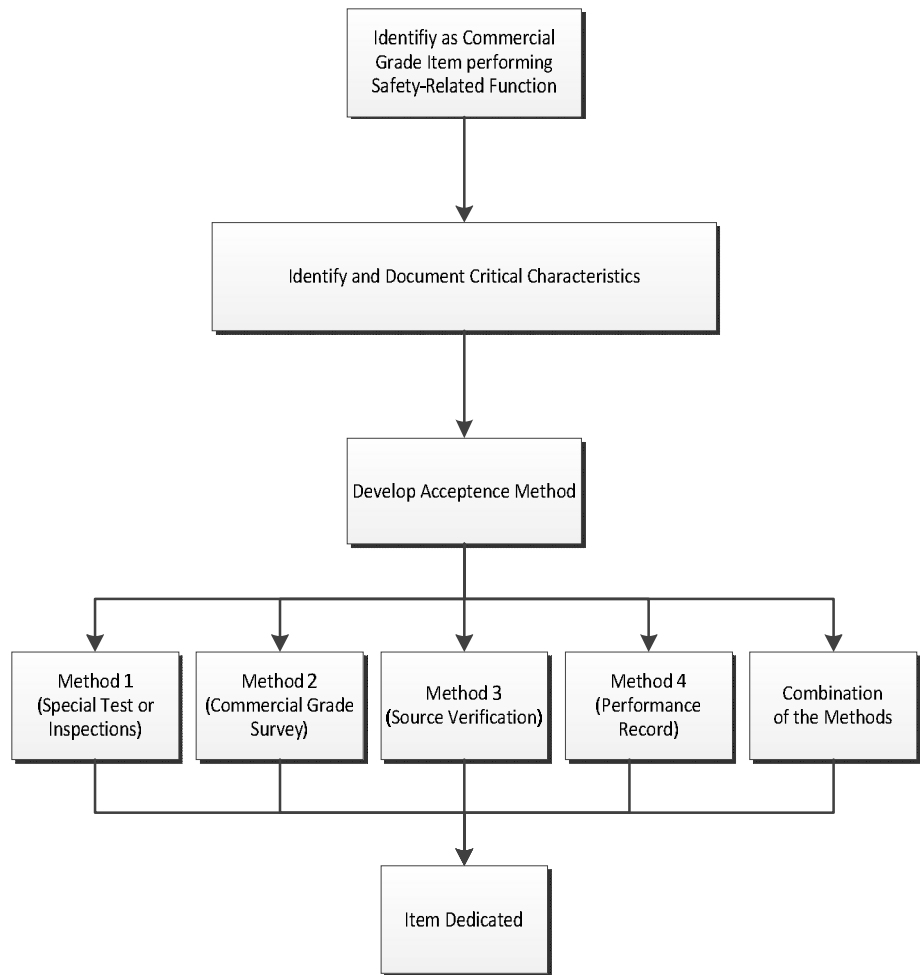 Identifiy as Commercial
Grade Item performing
Safety-Related Function
Identify and Document Critical Characteristics
Develop Acceptence Method
Method 1
(Special Test or
Inspections)
Method 2
(Commercial Grade
Survey)
Method 3
(Source Verification)
Method 4
(Performance
Record)
Combination
of the Methods
Item Dedicated